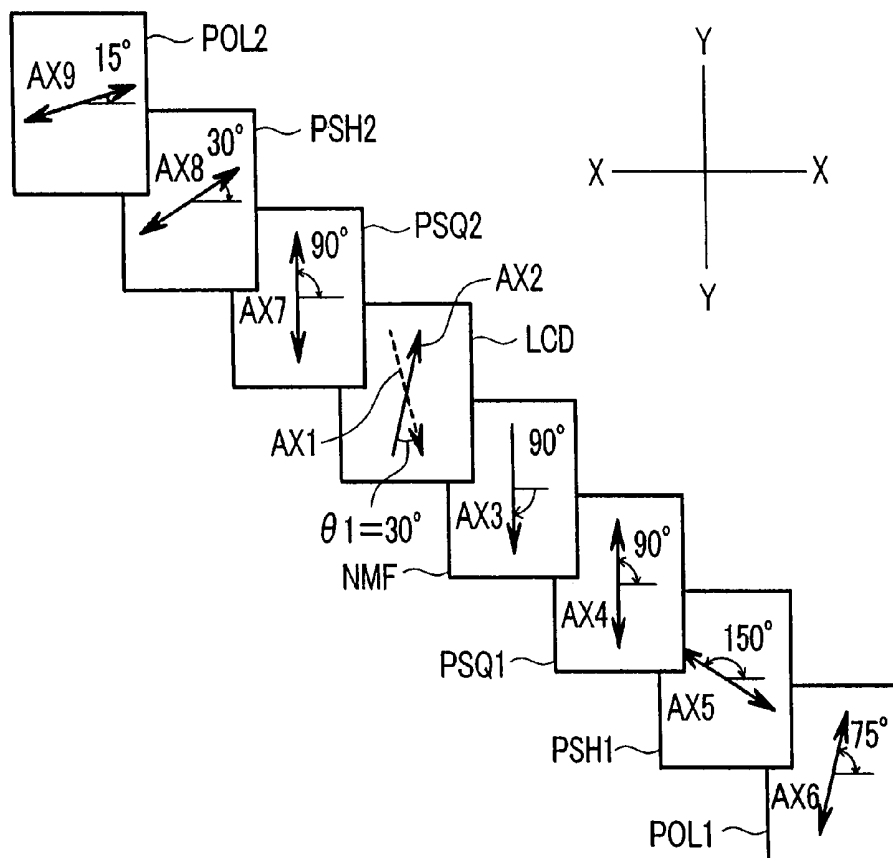 POL2
15°
AX9
PSH2
30°
AX8
Y
X X
Y
PSQ2
90°
AX7
AX2
LCD
AX1
θ1=30°
90°
AX3
NMF
90°
AX4
PSQ1
150°
AX5
PSH1
75°
AX6
POL1